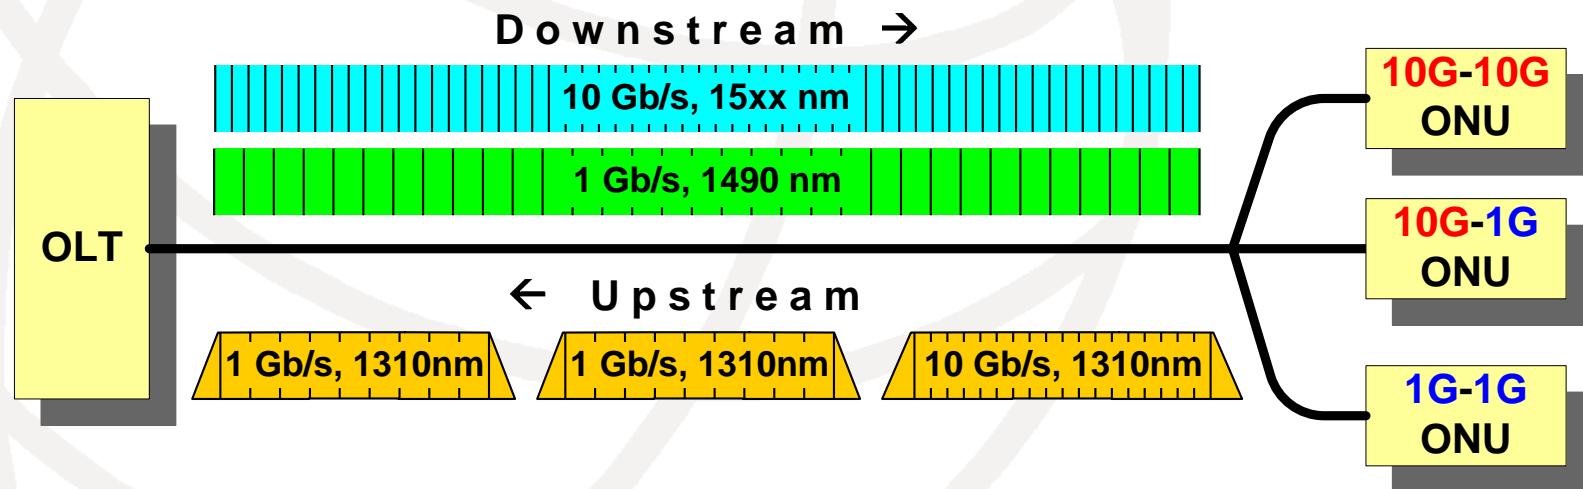 Downstream →
10 Gb/s, 15xx nm
1 Gb/s, 1490 nm
OLT
← Upstream
1 Gb/s, 1310nm
1 Gb/s, 1310nm
10 Gb/s, 1310nm
10G-10G
ONU
10G-1G
ONU
1G-1G
ONU